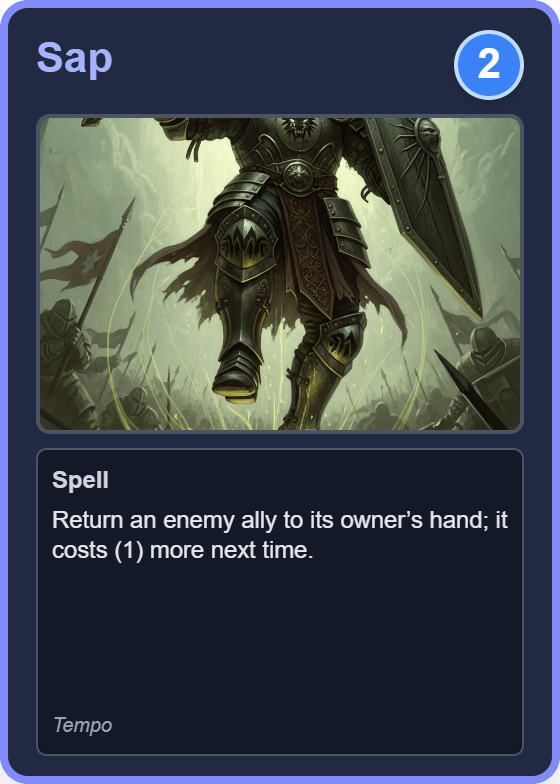 Sap
2
Spell
Return an enemy ally to its owner’s hand; it
costs (1) more next time.
Tempo